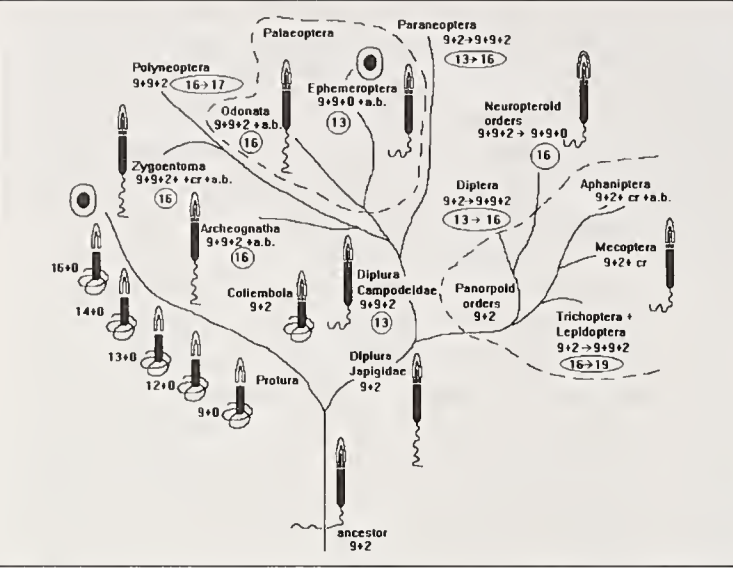 Palaeoptera
Paraneoptera
9+2→9+9+2
13→16
Polyneoptera
9+9+2 16→17
Odonata
9+9+2 +a.b.
16
Ephemeroptera
9+9+0 +a.b.
13
Neuropteroid
orders
9+9+2 → 9+9+0
16
Zygoentoma
9+9+2+ +cr +a.b.
16
Archeognatha
9+9+2 +a.b.
16
Diptera
9+2→9+9+2
13→16
Aphaniptera
9+2+ cr +a.b.
Mecoptera
9+2+ cr
Panorpoid
orders
9+2
Trichoptera +
Lepidoptera
9+2→9+9+2
16→19
Diplura
Campodeidae
9+9+2
13
Collembola
9+2
Diplura
Japigidae
9+2
16+0
14+0
13+0
12+0
9+0
Protura
ancestor
9+2